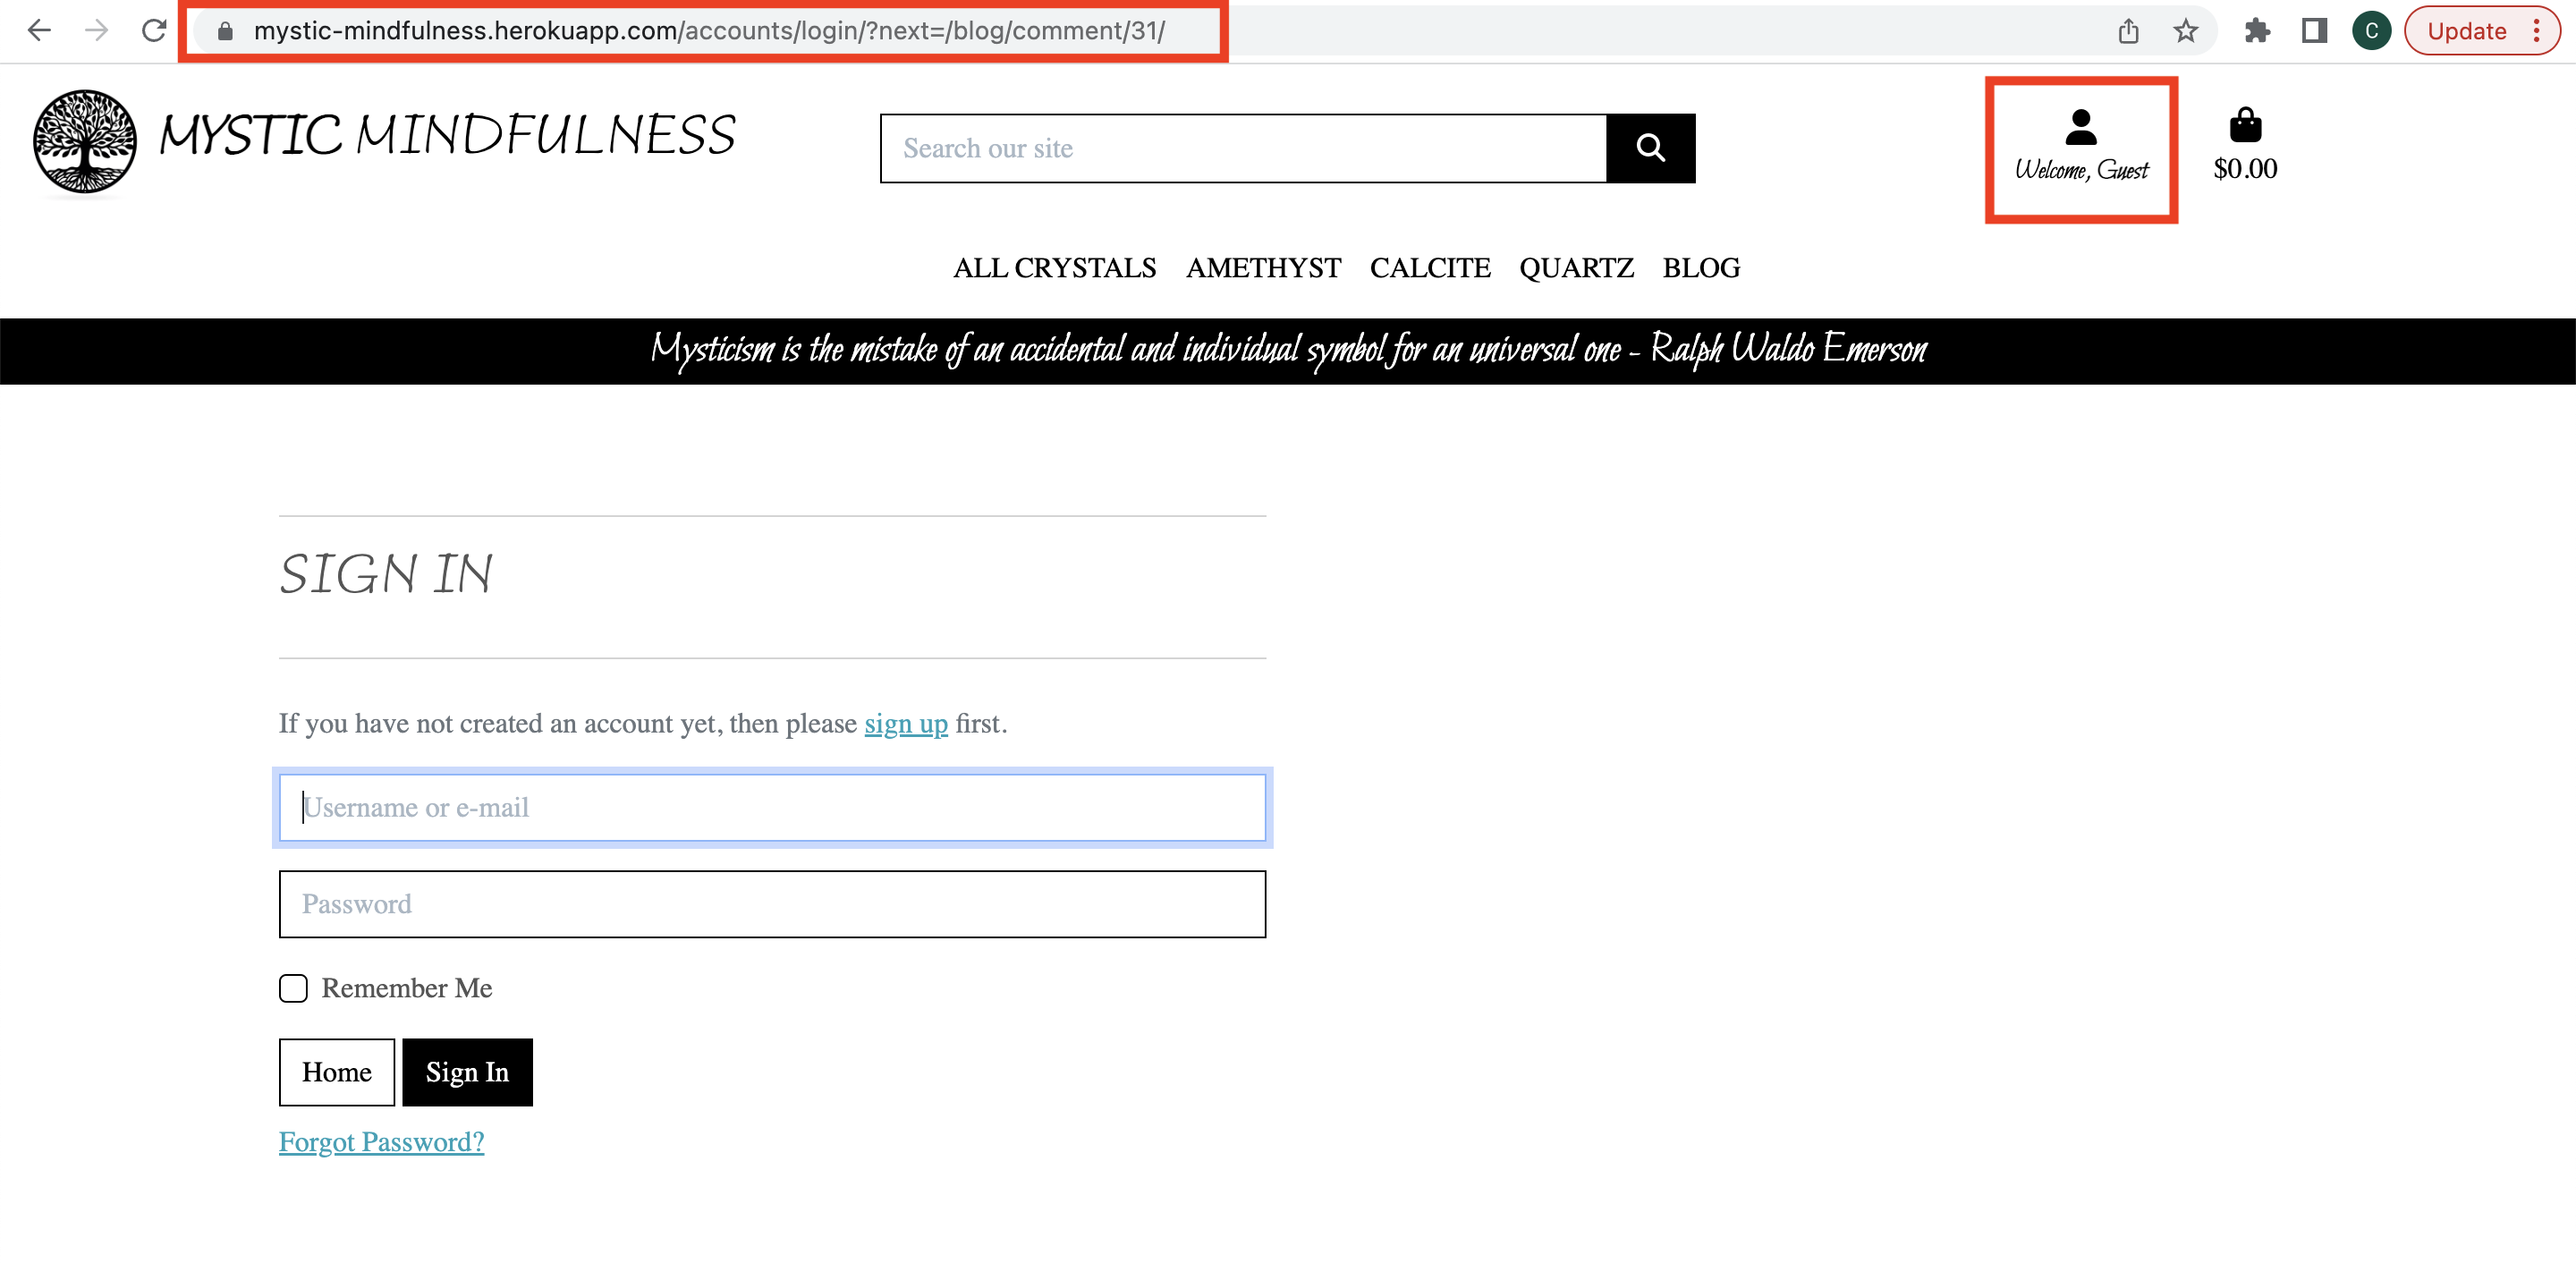 mystic-mindfulness.herokuapp.com/accounts/login/?next=/blog/comment/31/
C
Update
MYSTIC MINDFULNESS
Search our site
Welcome, Guest
$0.00
ALL CRYSTALS AMETHYST CALCITE QUARTZ BLOG
Mysticism is the mistake of an accidental and individual symbol for an universal one - Ralph Waldo Emerson
SIGN IN
If you have not created an account yet, then please sign up first.
Username or e-mail
Password
Remember Me
Home Sign In
Forgot Password?